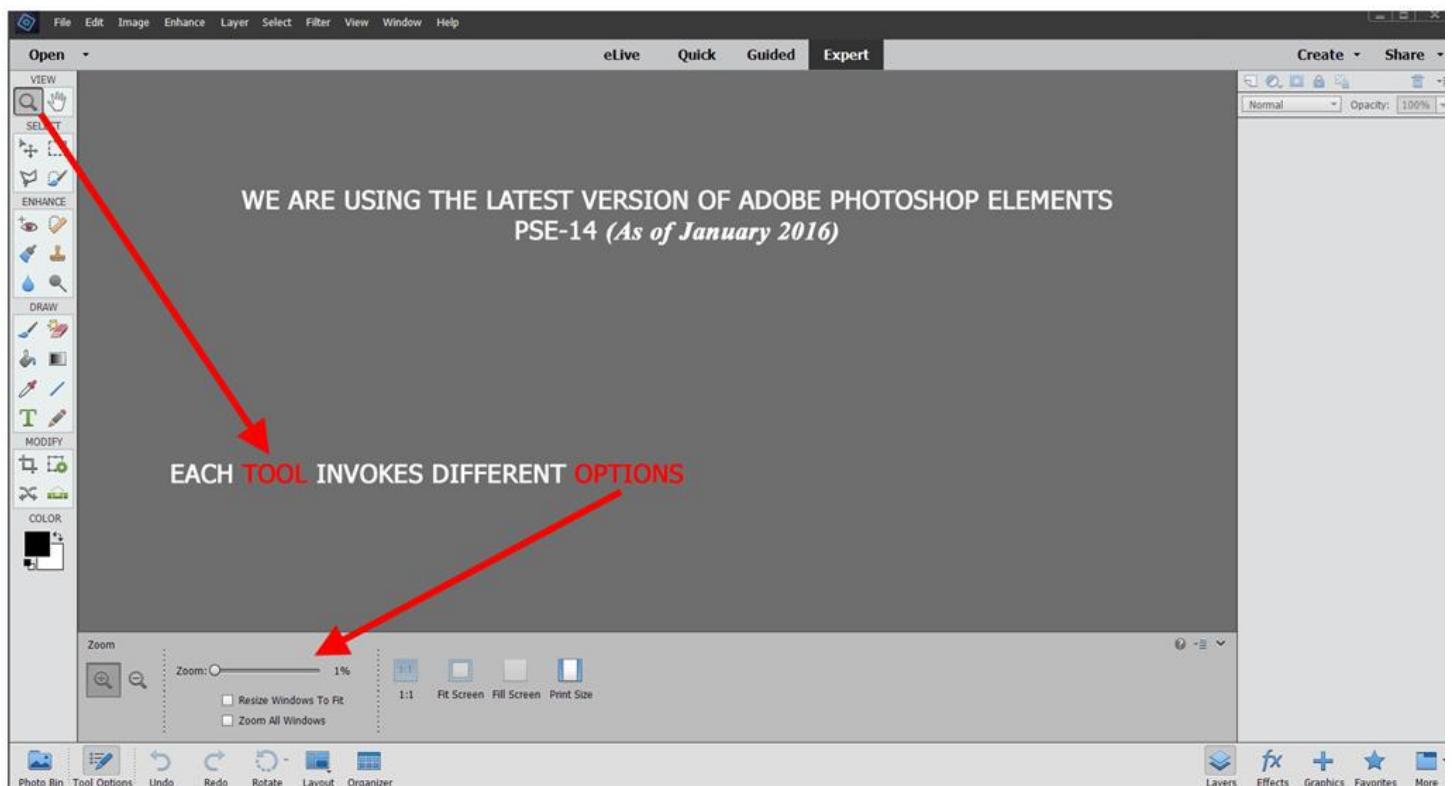 File Edit Image Enhance Layer Select Filter View Window Help
Open eLive Quick Guided Expert Create Share
VIEW
Normal Opacity: 100%
SELECT
ENHANCE
WE ARE USING THE LATEST VERSION OF ADOBE PHOTOSHOP ELEMENTS
PSE-14 (As of January 2016)
DRAW
T
MODIFY
EACH TOOL INVOKES DIFFERENT OPTIONS
COLOR
Zoom
Zoom: 1%
1:1
1:1 Fit Screen Fill Screen Print Size
Resize Windows To Fit
Zoom All Windows
fx
Photo Bin Tool Options Undo Redo Rotate Layout Organizer Layers Effects Graphics Favorites More